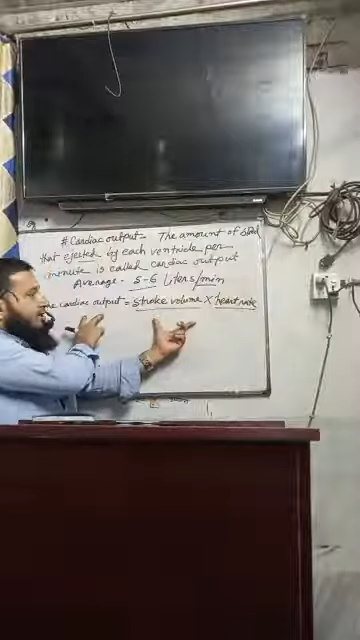 # Cardiac output - The amount of blood
that ejected by each ventricle per
minute is called cardiac output
Average - 5-6 Liters/min
cardiac output = stroke volume X heart rate